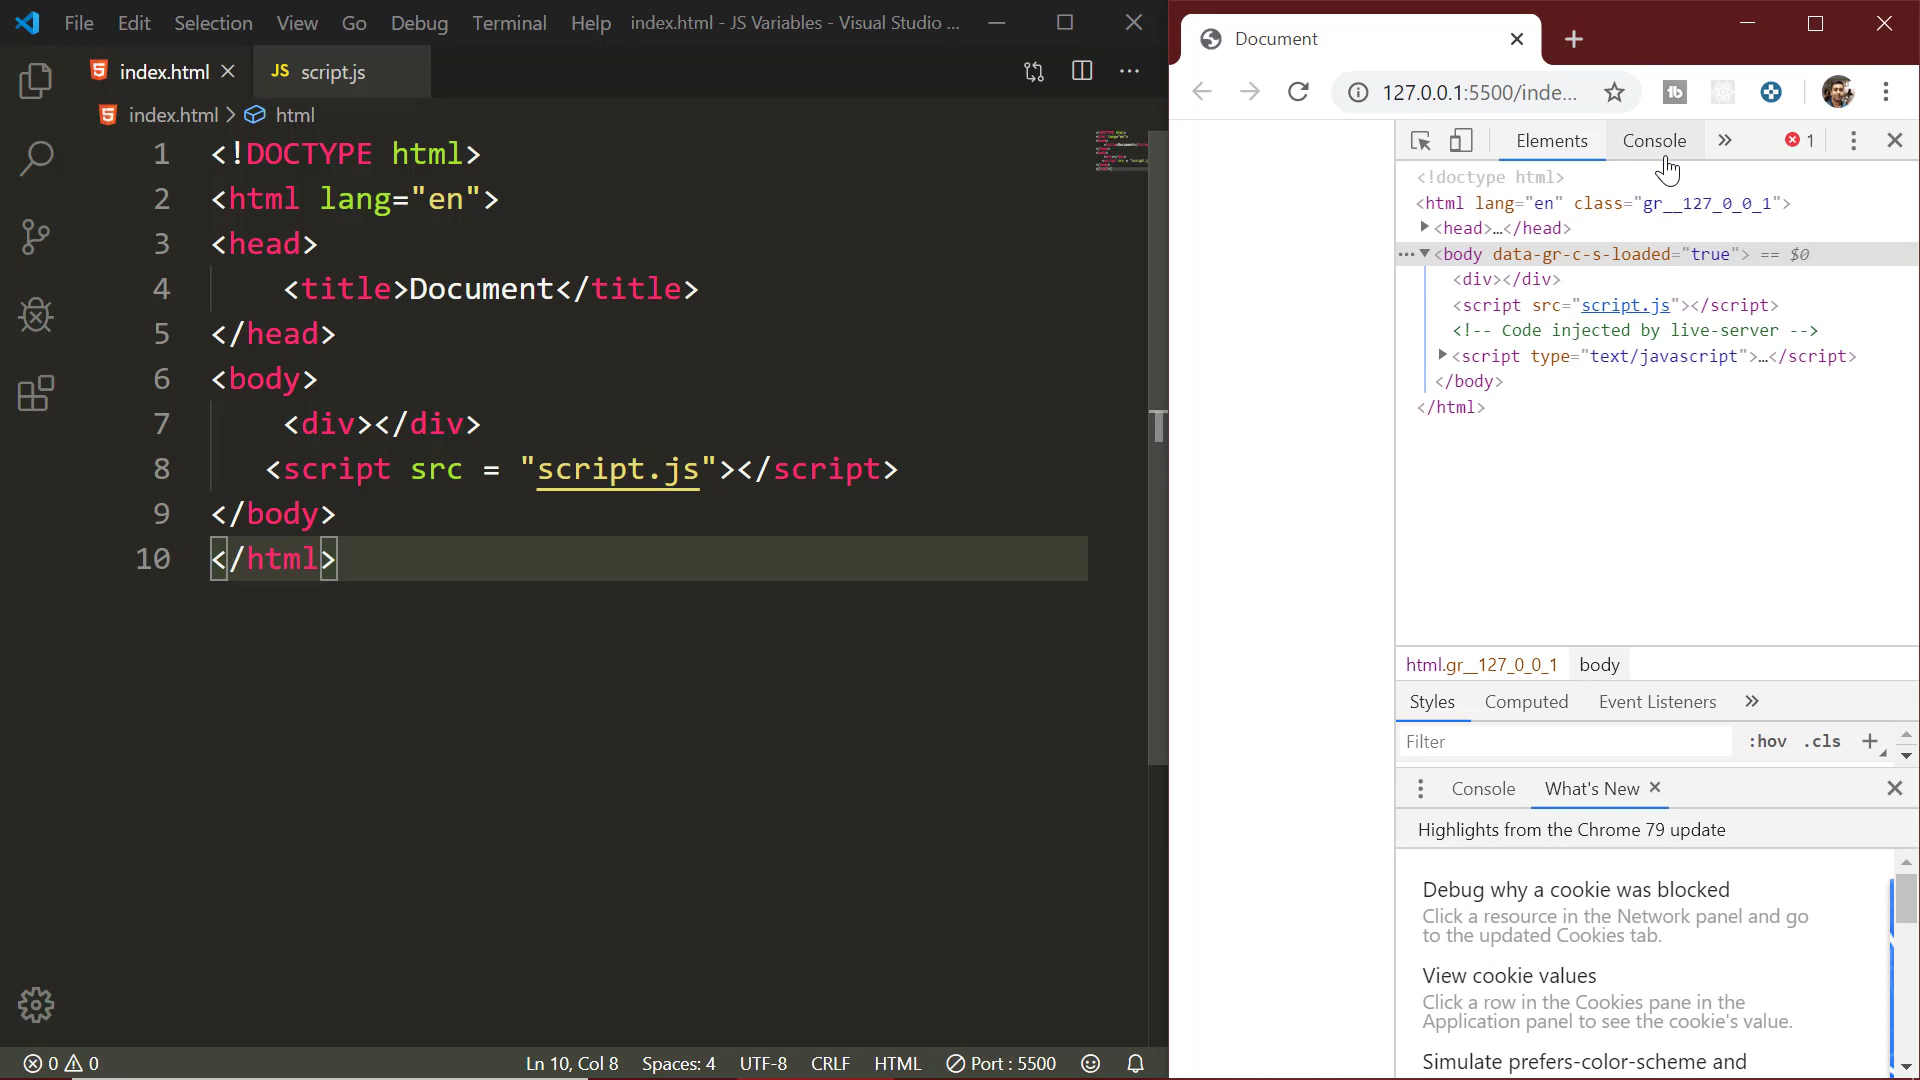 File Edit Selection View Go Debug Terminal Help index.html - JS Variables - Visual Studio ...
index.html JS script.js
index.html > html
1 <!DOCTYPE html>
2 <html lang="en">
3 <head>
4 <title>Document</title>
5 </head>
6 <body>
7 <div></div>
8 <script src = "script.js"></script>
9 </body>
10 </html>
0 0 Ln 10, Col 8 Spaces: 4 UTF-8 CRLF HTML Port : 5500
Document
127.0.0.1:5500/inde... tb
Elements Console » 1
<!doctype html>
<html lang="en" class="gr__127_0_0_1">
<head>…</head>
<body data-gr-c-s-loaded="true"> == $0
<div></div>
<script src="script.js"></script>
<!-- Code injected by live-server -->
<script type="text/javascript">…</script>
</body>
</html>
html.gr__127_0_0_1 body
Styles Computed Event Listeners »
Filter :hov .cls +
Console What's New
Highlights from the Chrome 79 update
Debug why a cookie was blocked
Click a resource in the Network panel and go
to the updated Cookies tab.
View cookie values
Click a row in the Cookies pane in the
Application panel to see the cookie's value.
Simulate prefers-color-scheme and